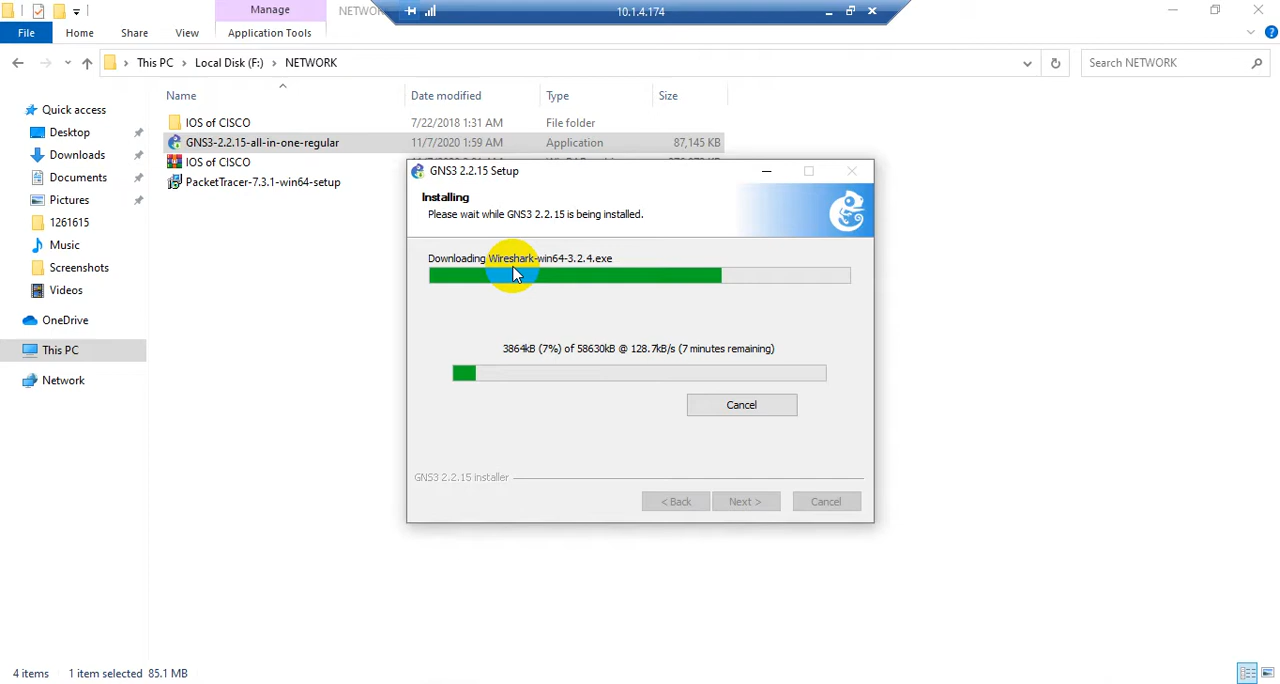 Manage
NETWORK
10.1.4.174
File
Home
Share
View
Application Tools
This PC
Local Disk (F:)
NETWORK
Search NETWORK
Name
Date modified
Type
Size
Quick access
Desktop
Downloads
Documents
Pictures
1261615
Music
Screenshots
Videos
OneDrive
This PC
Network
IOS of CISCO
7/22/2018 1:31 AM
File folder
GNS3-2.2.15-all-in-one-regular
11/7/2020 1:59 AM
Application
87,145 KB
IOS of CISCO
PacketTracer-7.3.1-win64-setup
GNS3 2.2.15 Setup
Installing
Please wait while GNS3 2.2.15 is being installed.
Downloading Wireshark-win64-3.2.4.exe
3864kB (7%) of 58630kB @ 128.7kB/s (7 minutes remaining)
Cancel
GNS3 2.2.15 installer
< Back
Next >
Cancel
4 items
1 item selected 85.1 MB